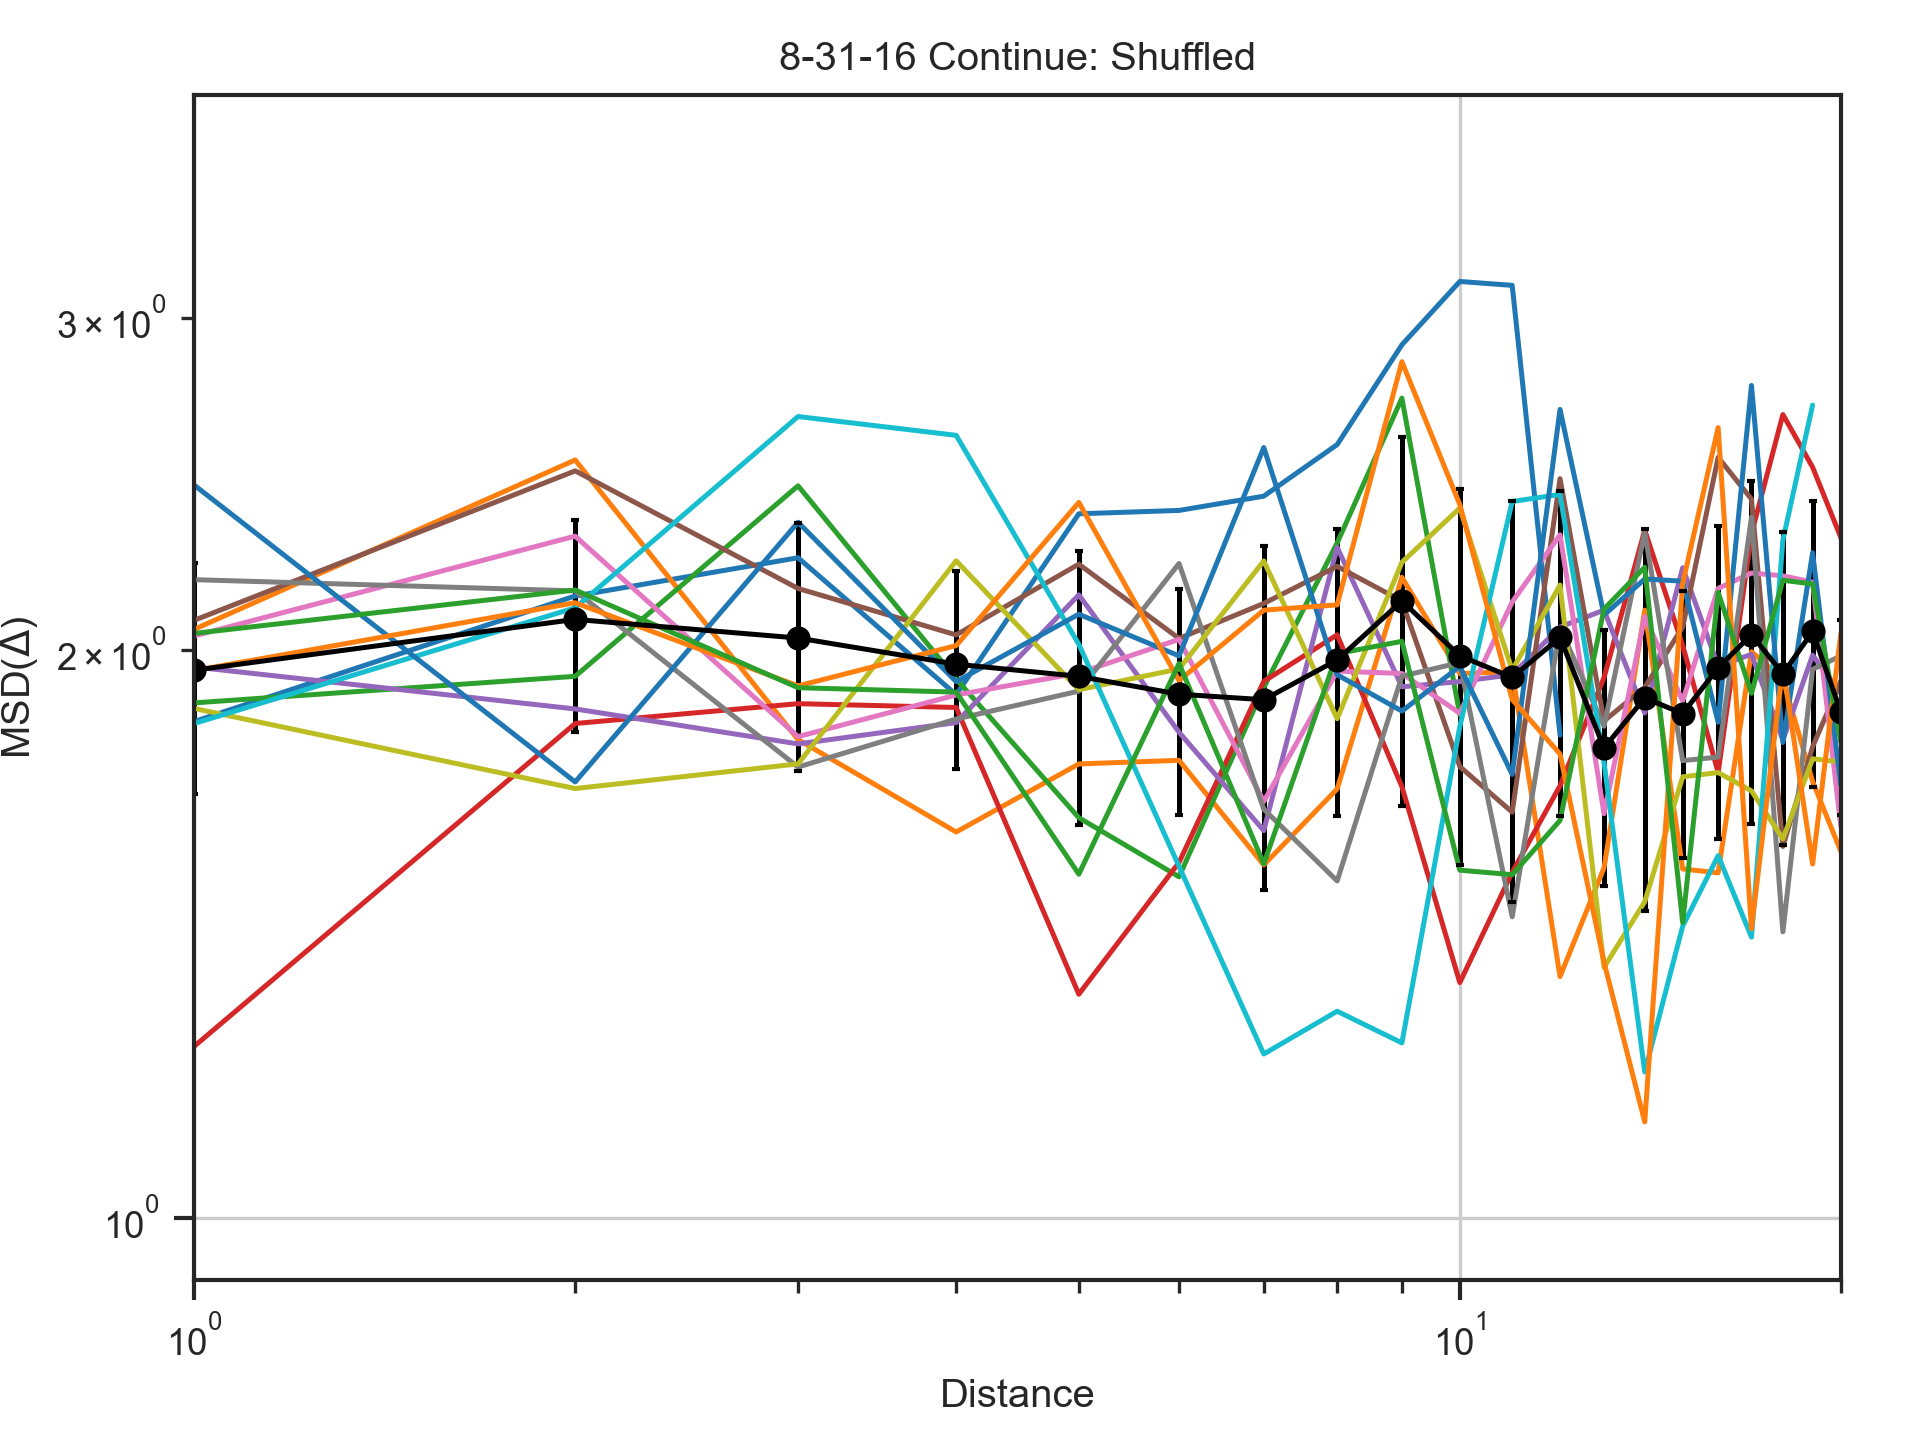 8-31-16 Continue: Shuffled
MSD(Δ)
3 × 10⁰
2 × 10⁰
10⁰
10⁰
10¹
Distance